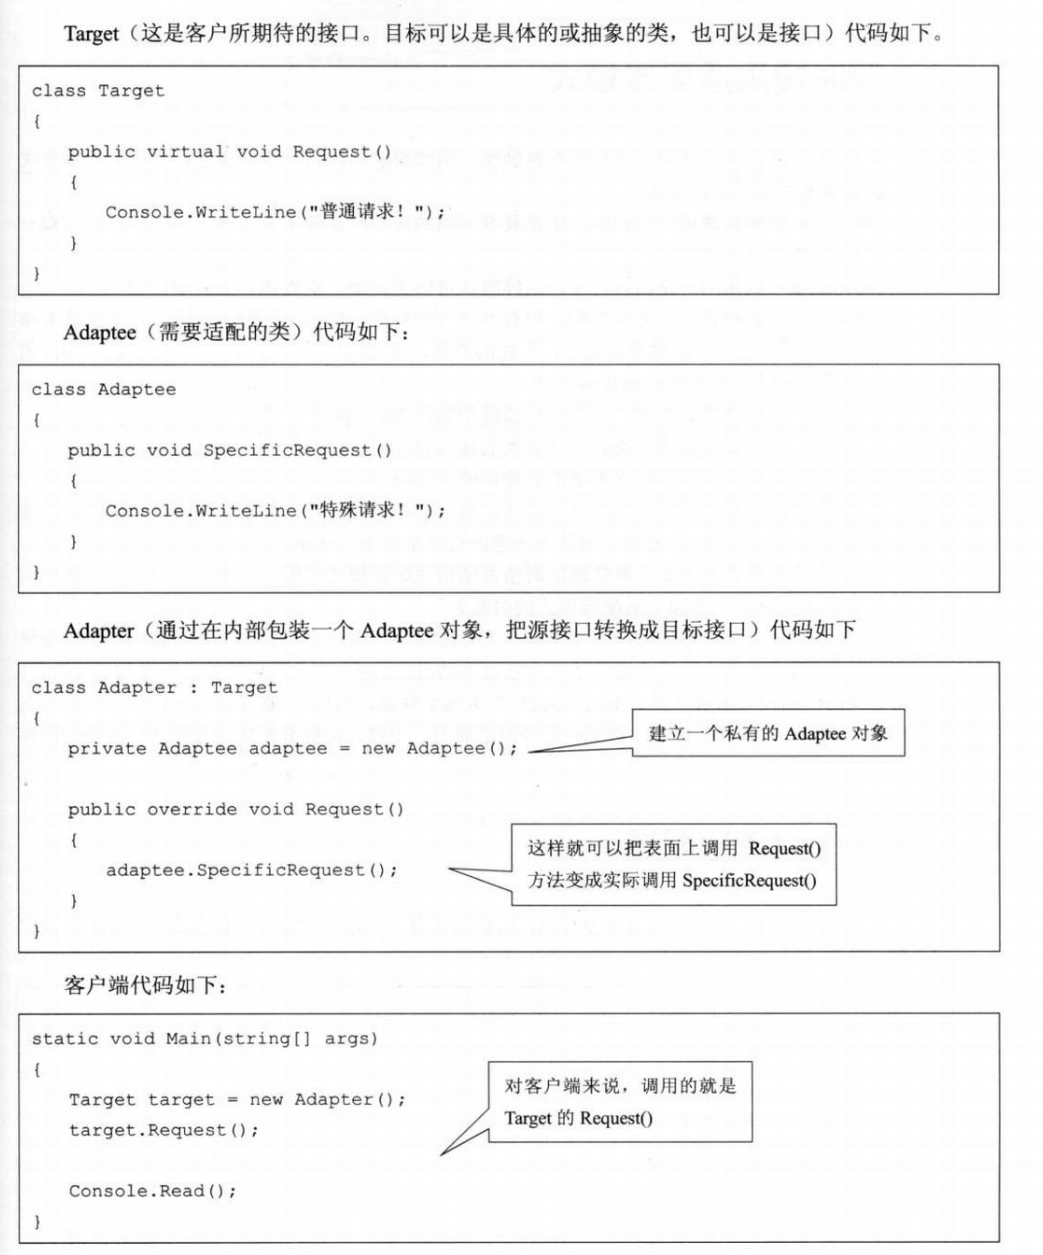 Target（这是客户所期待的接口。目标可以是具体的或抽象的类，也可以是接口）代码如下。
class Target
{
public virtual void Request()
{
Console.WriteLine("普通请求！");
}
}
Adaptee（需要适配的类）代码如下：
class Adaptee
{
public void SpecificRequest()
{
Console.WriteLine("特殊请求！");
}
}
Adapter（通过在内部包装一个 Adaptee 对象，把源接口转换成目标接口）代码如下
class Adapter : Target
{
private Adaptee adaptee = new Adaptee();
建立一个私有的 Adaptee 对象
public override void Request()
{
adaptee.SpecificRequest();
这样就可以把表面上调用 Request()
方法变成实际调用 SpecificRequest()
}
}
客户端代码如下：
static void Main(string[] args)
{
Target target = new Adapter();
target.Request();
对客户端来说，调用的就是
Target 的 Request()
Console.Read();
}